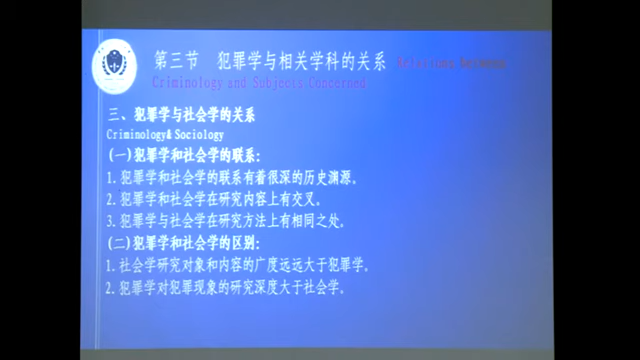 第三节 犯罪学与相关学科的关系 Relations Between
Criminology and Subjects Concerned
三、犯罪学与社会学的关系
Criminology& Sociology
(一)犯罪学和社会学的联系:
1. 犯罪学和社会学的联系有着很深的历史渊源。
2. 犯罪学和社会学在研究内容上有交叉。
3. 犯罪学与社会学在研究方法上有相同之处。
(二)犯罪学和社会学的区别:
1. 社会学研究对象和内容的广度远远大于犯罪学。
2. 犯罪学对犯罪现象的研究深度大于社会学。